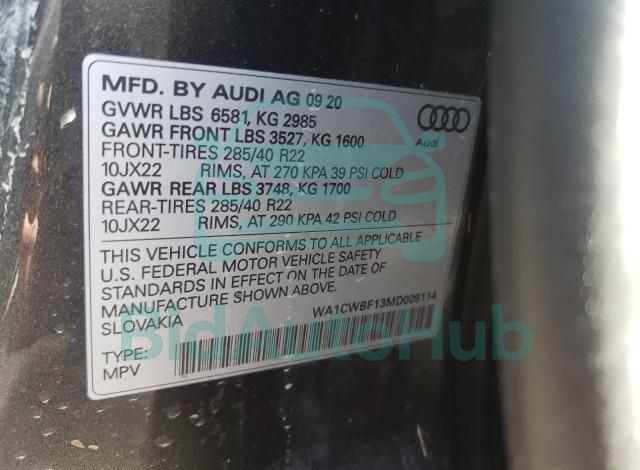 MFD. BY AUDI AG 09 20
GVWR LBS 6581, KG 2985
GAWR FRONT LBS 3527, KG 1600
FRONT-TIRES 285/40 R22
10JX22 RIMS, AT 270 KPA 39 PSI COLD
GAWR REAR LBS 3748, KG 1700
REAR-TIRES 285/40 R22
10JX22 RIMS, AT 290 KPA 42 PSI COLD
Audi
THIS VEHICLE CONFORMS TO ALL APPLICABLE
U.S. FEDERAL MOTOR VEHICLE SAFETY
STANDARDS IN EFFECT ON THE DATE OF
MANUFACTURE SHOWN ABOVE
SLOVAKIA
TYPE:
MPV
BidAutoHub